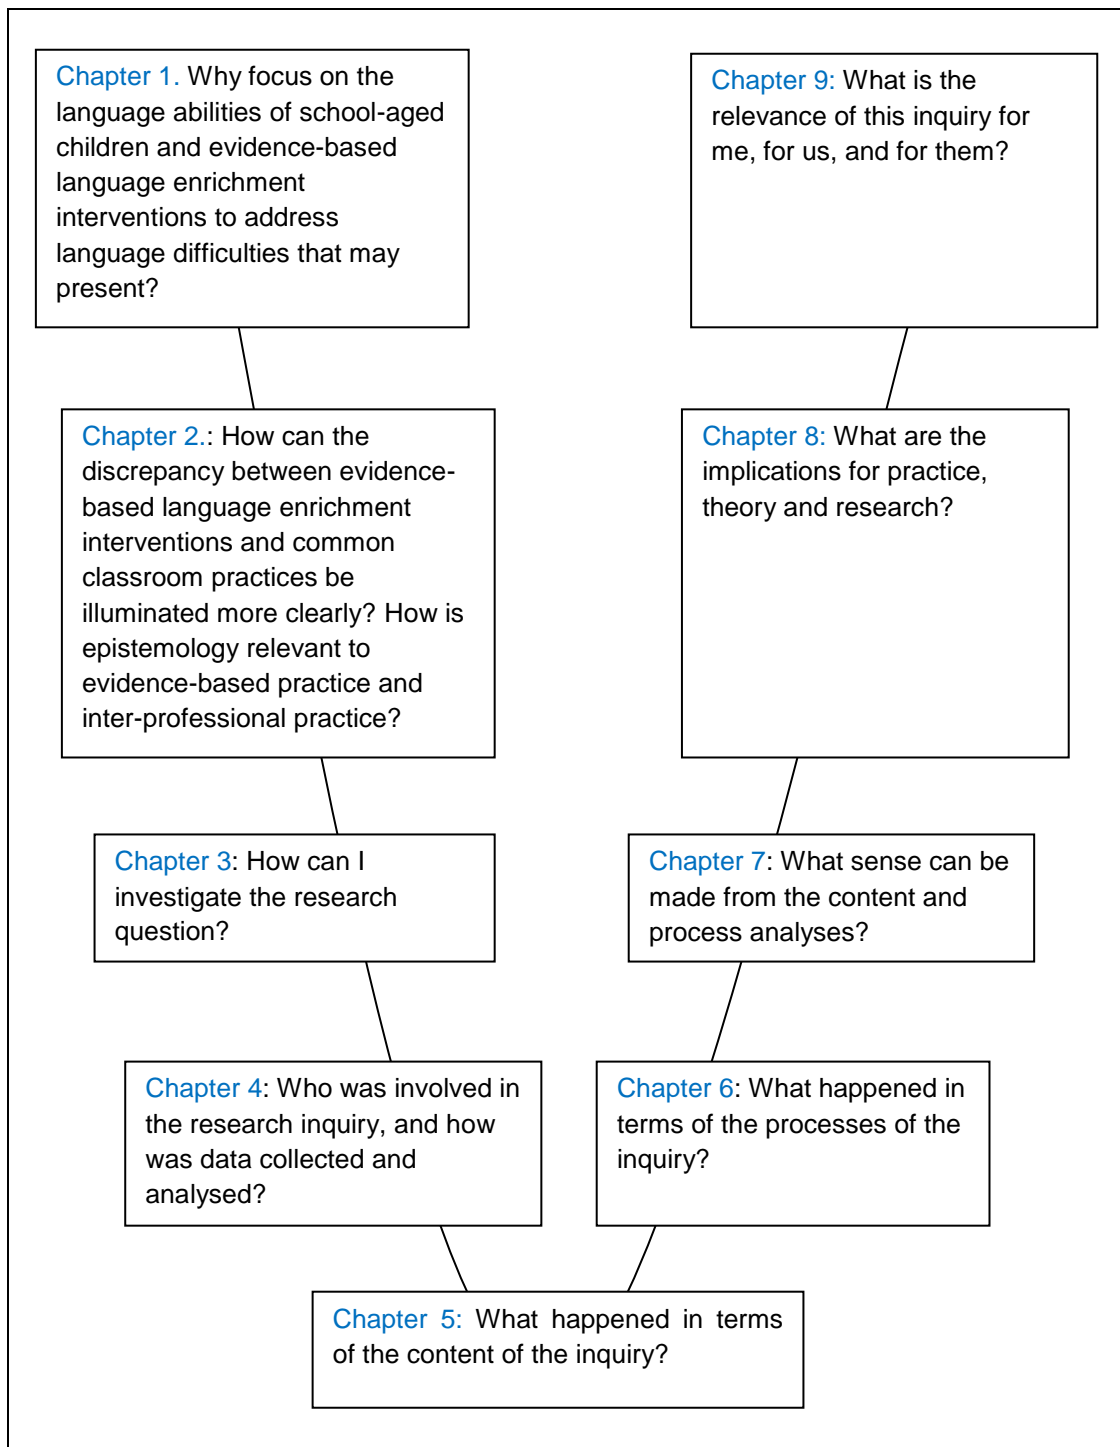 Chapter 1. Why focus on the
language abilities of school-aged
children and evidence-based
language enrichment
interventions to address
language difficulties that may
present?
Chapter 2.: How can the
discrepancy between evidence-
based language enrichment
interventions and common
classroom practices be
illuminated more clearly? How is
epistemology relevant to
evidence-based practice and
inter-professional practice?
Chapter 3: How can I
investigate the research
question?
Chapter 4: Who was involved in
the research inquiry, and how
was data collected and
analysed?
Chapter 5: What happened in terms
of the content of the inquiry?
Chapter 6: What happened in
terms of the processes of the
inquiry?
Chapter 7: What sense can be
made from the content and
process analyses?
Chapter 8: What are the
implications for practice,
theory and research?
Chapter 9: What is the
relevance of this inquiry for
me, for us, and for them?